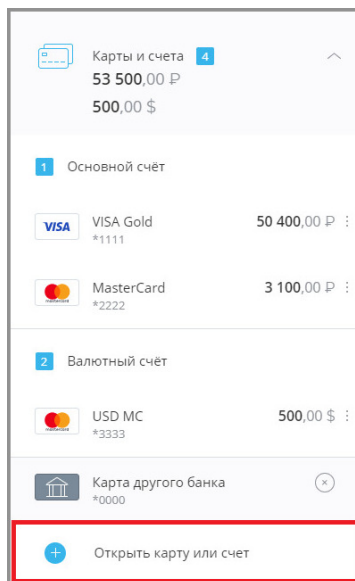 Карты и счета 4
53 500,00 ₽
500,00 $
1 Основной счёт
VISA VISA Gold 50 400,00 ₽
*1111
MasterCard 3 100,00 ₽
mastercard *2222
2 Валютный счёт
USD MC 500,00 $
mastercard *3333
Карта другого банка
*0000
Открыть карту или счет